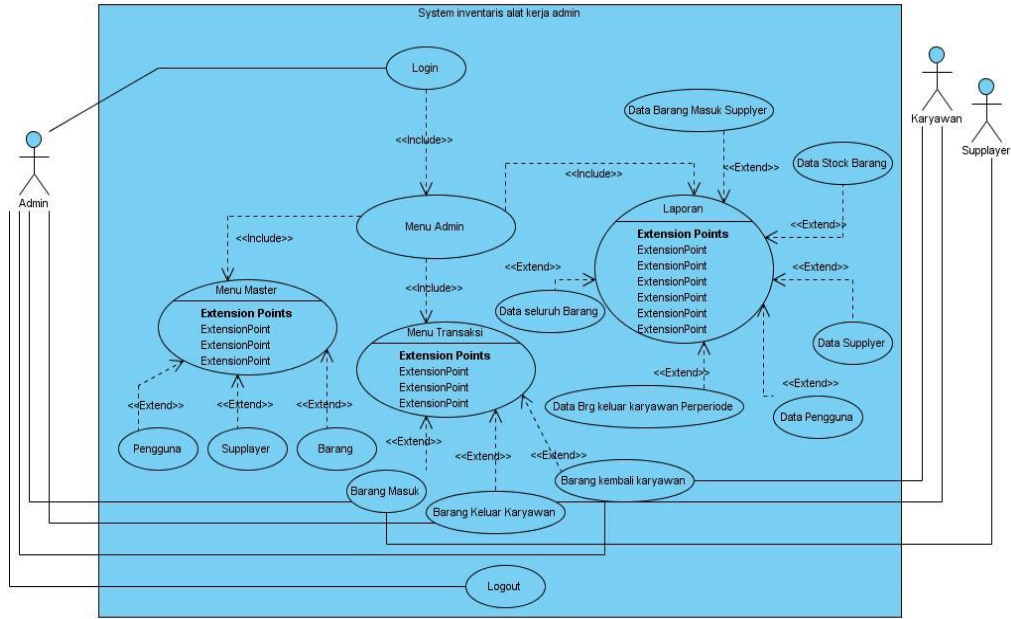 System inventaris alat kerja admin
Login
Data Barang Masuk Supplyer
Karyawan
Supplayer
<<Include>>
Data Stock Barang
<<Include>>
<<Extend>>
Admin
Menu Admin
Laporan
Extension Points
ExtensionPoint
ExtensionPoint
ExtensionPoint
ExtensionPoint
ExtensionPoint
ExtensionPoint
<<Extend>>
<<Include>>
<<Extend>>
<<Extend>>
<<Include>>
Menu Master
Extension Points
ExtensionPoint
ExtensionPoint
ExtensionPoint
Data seluruh Barang
Menu Transaksi
Extension Points
ExtensionPoint
ExtensionPoint
ExtensionPoint
Data Supplyer
<<Extend>>
<<Extend>>
<<Extend>>
<<Extend>>
<<Extend>>
Data Brg keluar karyawan Perperiode
<<Extend>>
Data Pengguna
Pengguna
Supplayer
Barang
<<Extend>>
<<Extend>>
<<Extend>>
Barang Masuk
Barang kembali karyawan
Barang Keluar Karyawan
Logout